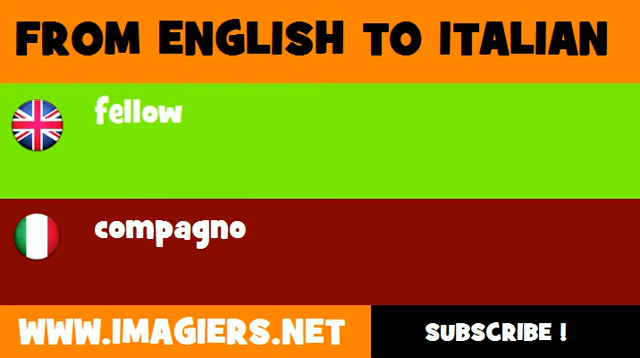 FROM ENGLISH TO ITALIAN
fellow
compagno
WWW.IMAGIERS.NET
SUBSCRIBE !